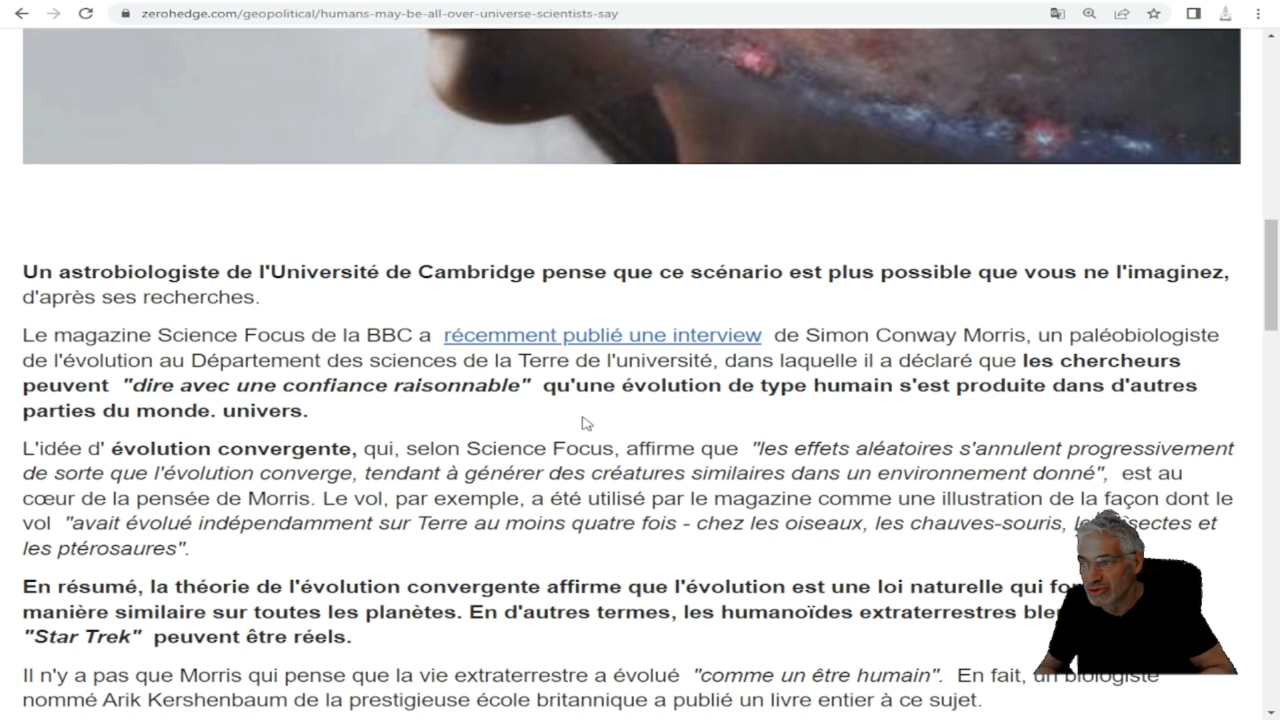 zerohedge.com/geopolitical/humans-may-be-all-over-universe-scientists-say
Un astrobiologiste de l'Université de Cambridge pense que ce scénario est plus possible que vous ne l'imaginez,
d'après ses recherches.
Le magazine Science Focus de la BBC a récemment publié une interview de Simon Conway Morris, un paléobiologiste
de l'évolution au Département des sciences de la Terre de l'université, dans laquelle il a déclaré que les chercheurs
peuvent "dire avec une confiance raisonnable" qu'une évolution de type humain s'est produite dans d'autres
parties du monde. univers.
L'idée d' évolution convergente, qui, selon Science Focus, affirme que "les effets aléatoires s'annulent progressivement
de sorte que l'évolution converge, tendant à générer des créatures similaires dans un environnement donné", est au
cœur de la pensée de Morris. Le vol, par exemple, a été utilisé par le magazine comme une illustration de la façon dont le
vol "avait évolué indépendamment sur Terre au moins quatre fois - chez les oiseaux, les chauves-souris, et
les ptérosaures".
En résumé, la théorie de l'évolution convergente affirme que l'évolution est une loi naturelle qui
manière similaire sur toutes les planètes. En d'autres termes, les humanoïdes extraterrestres
"Star Trek" peuvent être réels.
Il n'y a pas que Morris qui pense que la vie extraterrestre a évolué "comme un être humain". En fait, un biologiste
nommé Arik Kershenbaum de la prestigieuse école britannique a publié un livre entier à ce sujet.